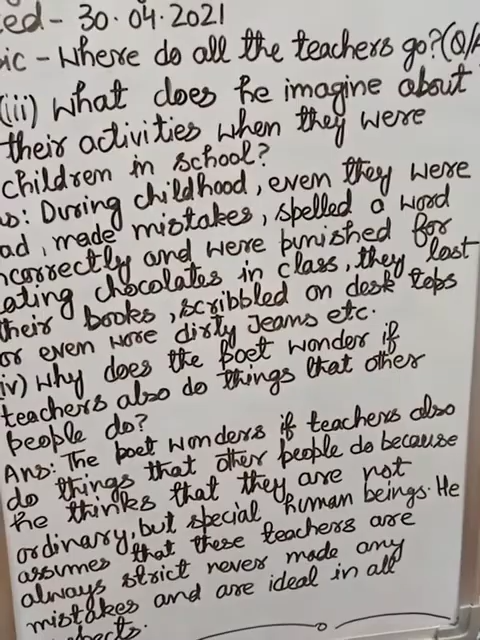 ed - 30.04.2021
ic - Where do all the teachers go? (Q/A
(iii) What does he imagine about
their activities when they were
children in school?
s: During childhood, even they were
ad, made mistakes, spelled a word
ncorrectly and were punished for
ating chocolates in class, they lost
their books, scribbled on desk tops
or even wore dirty Jeans etc.
iv) Why does the poet wonder if
teachers also do things that other
people do?
Ans: The poet wonders if teachers also
do things that other people do because
he thinks that they are not
ordinary, but special human beings. He
assumes that these teachers are
always strict never made any
mistakes and are ideal in all
spects.